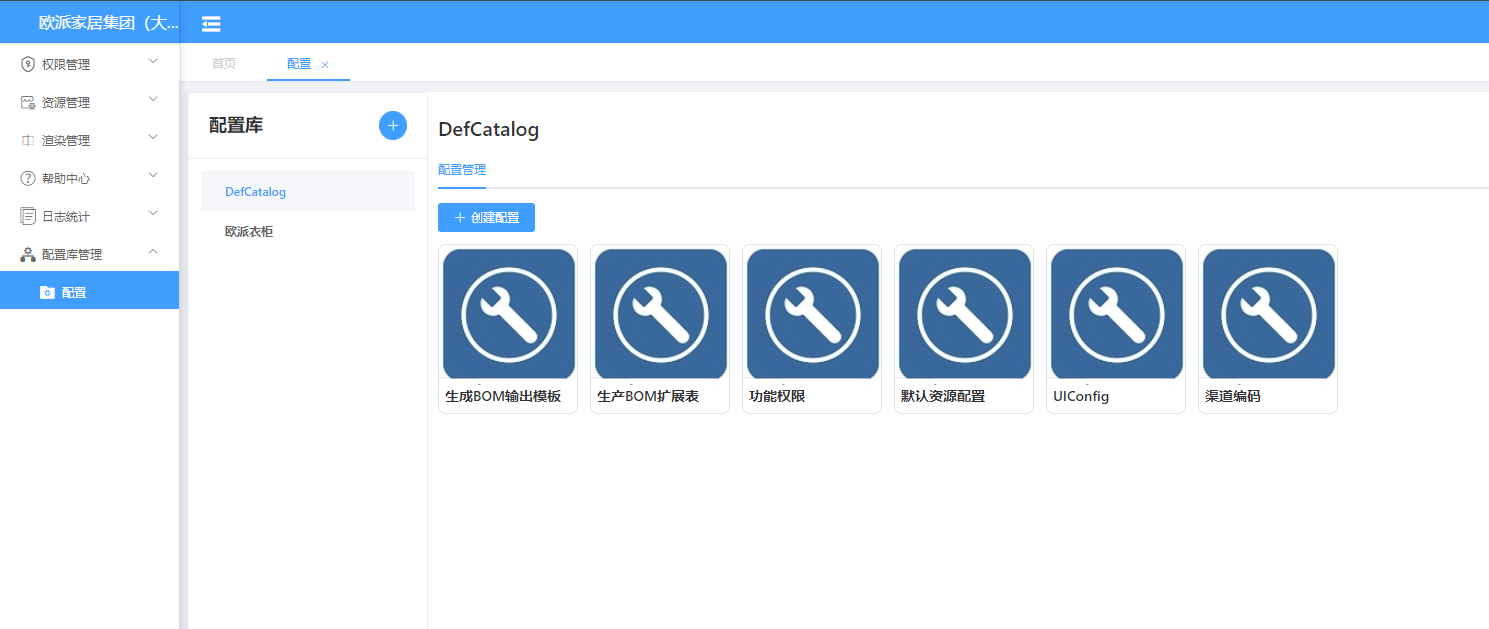 欧派家居集团（大...
权限管理
资源管理
渲染管理
帮助中心
日志统计
配置库管理
配置
首页
配置
配置库
DefCatalog
欧派衣柜
DefCatalog
配置管理
创建配置
生成BOM输出模板
生产BOM扩展表
功能权限
默认资源配置
UIConfig
渠道编码